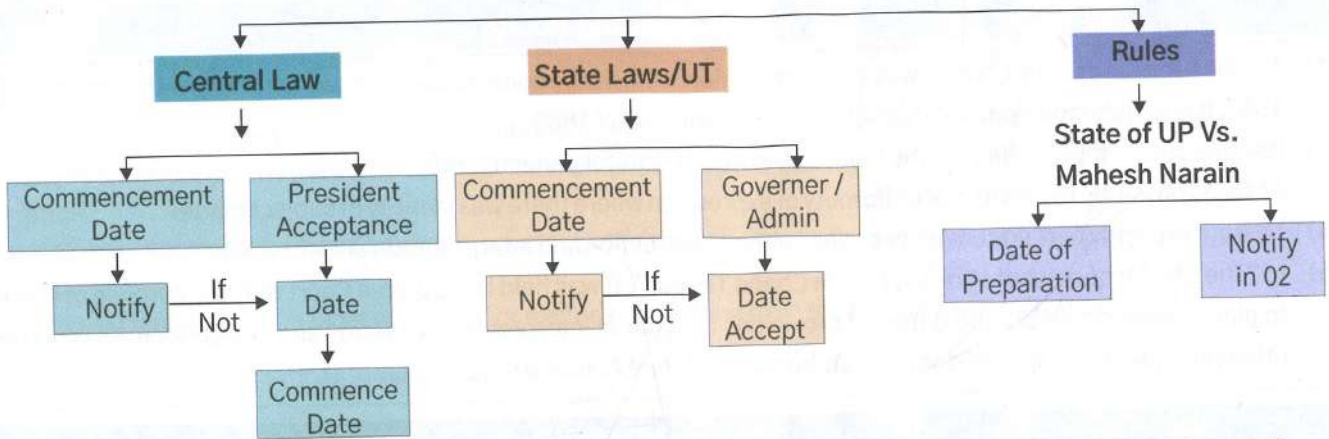 Central Law
State Laws/UT
Rules
State of UP Vs.
Mahesh Narain
Commencement
Date
President
Acceptance
Commencement
Date
Governer /
Admin
Date of
Preparation
Notify
in 02
Notify
If
Not
Date
Notify
If
Not
Date
Accept
Commence
Date